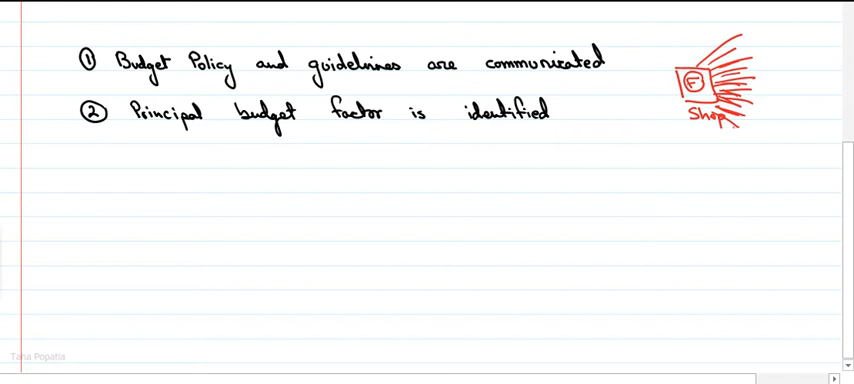 ① Budget Policy and guidelines are communicated
② Principal budget factor is identified
F
Shop
Taha Popatia